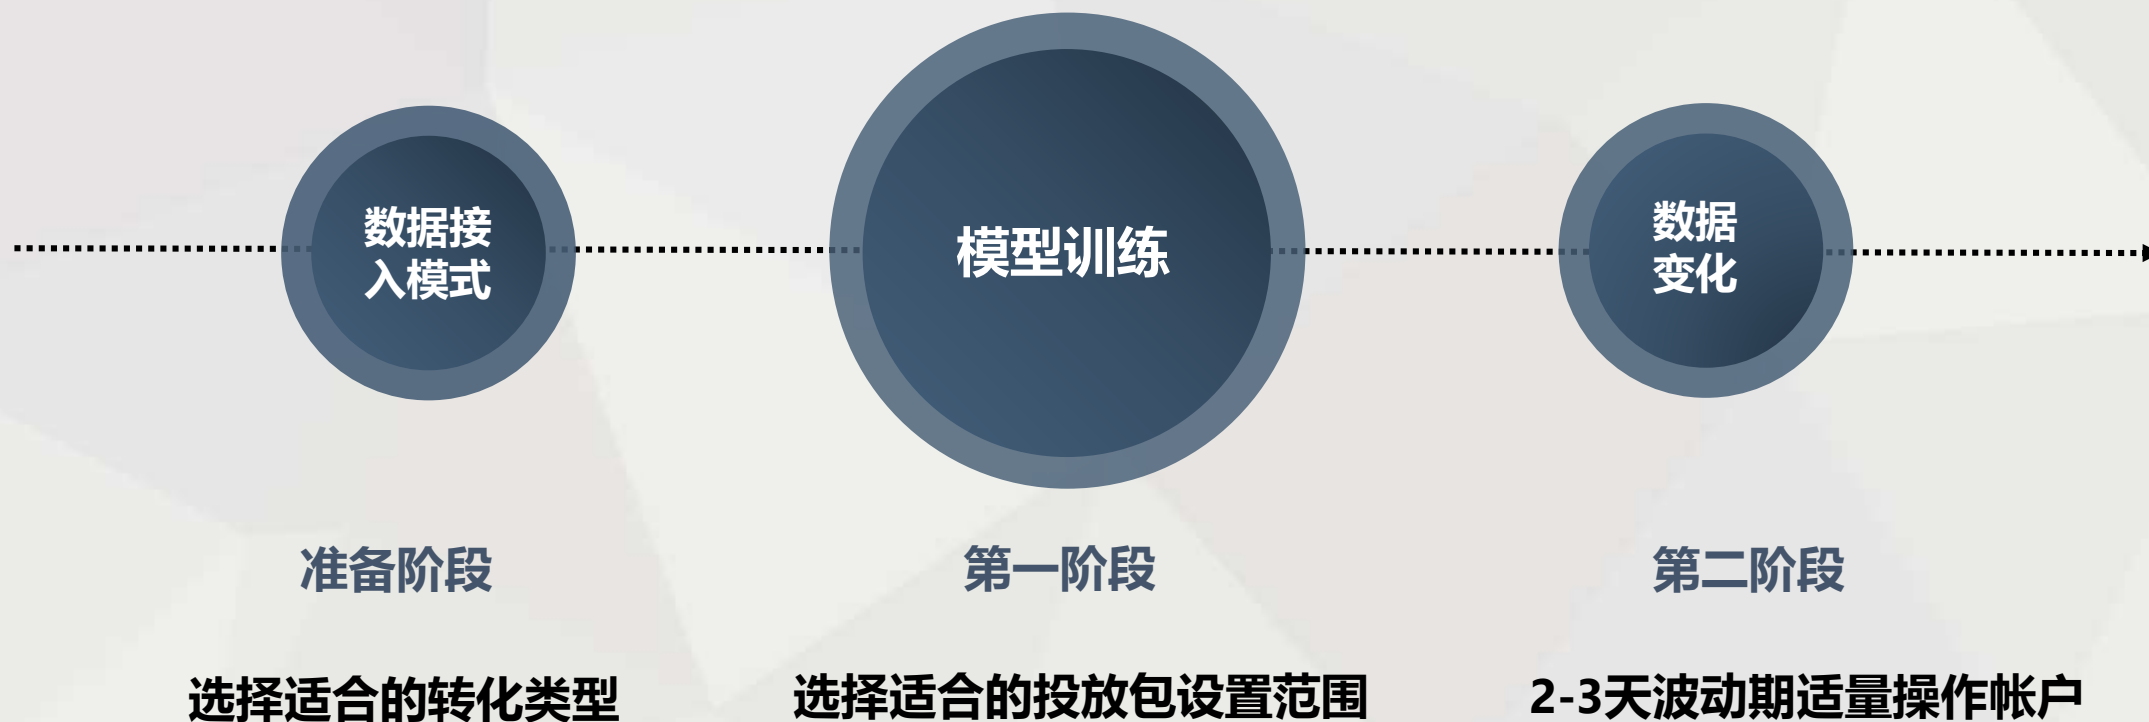 数据接
入模式
模型训练
数据
变化
准备阶段
第一阶段
第二阶段
选择适合的转化类型
选择适合的投放包设置范围
2-3天波动期适量操作帐户